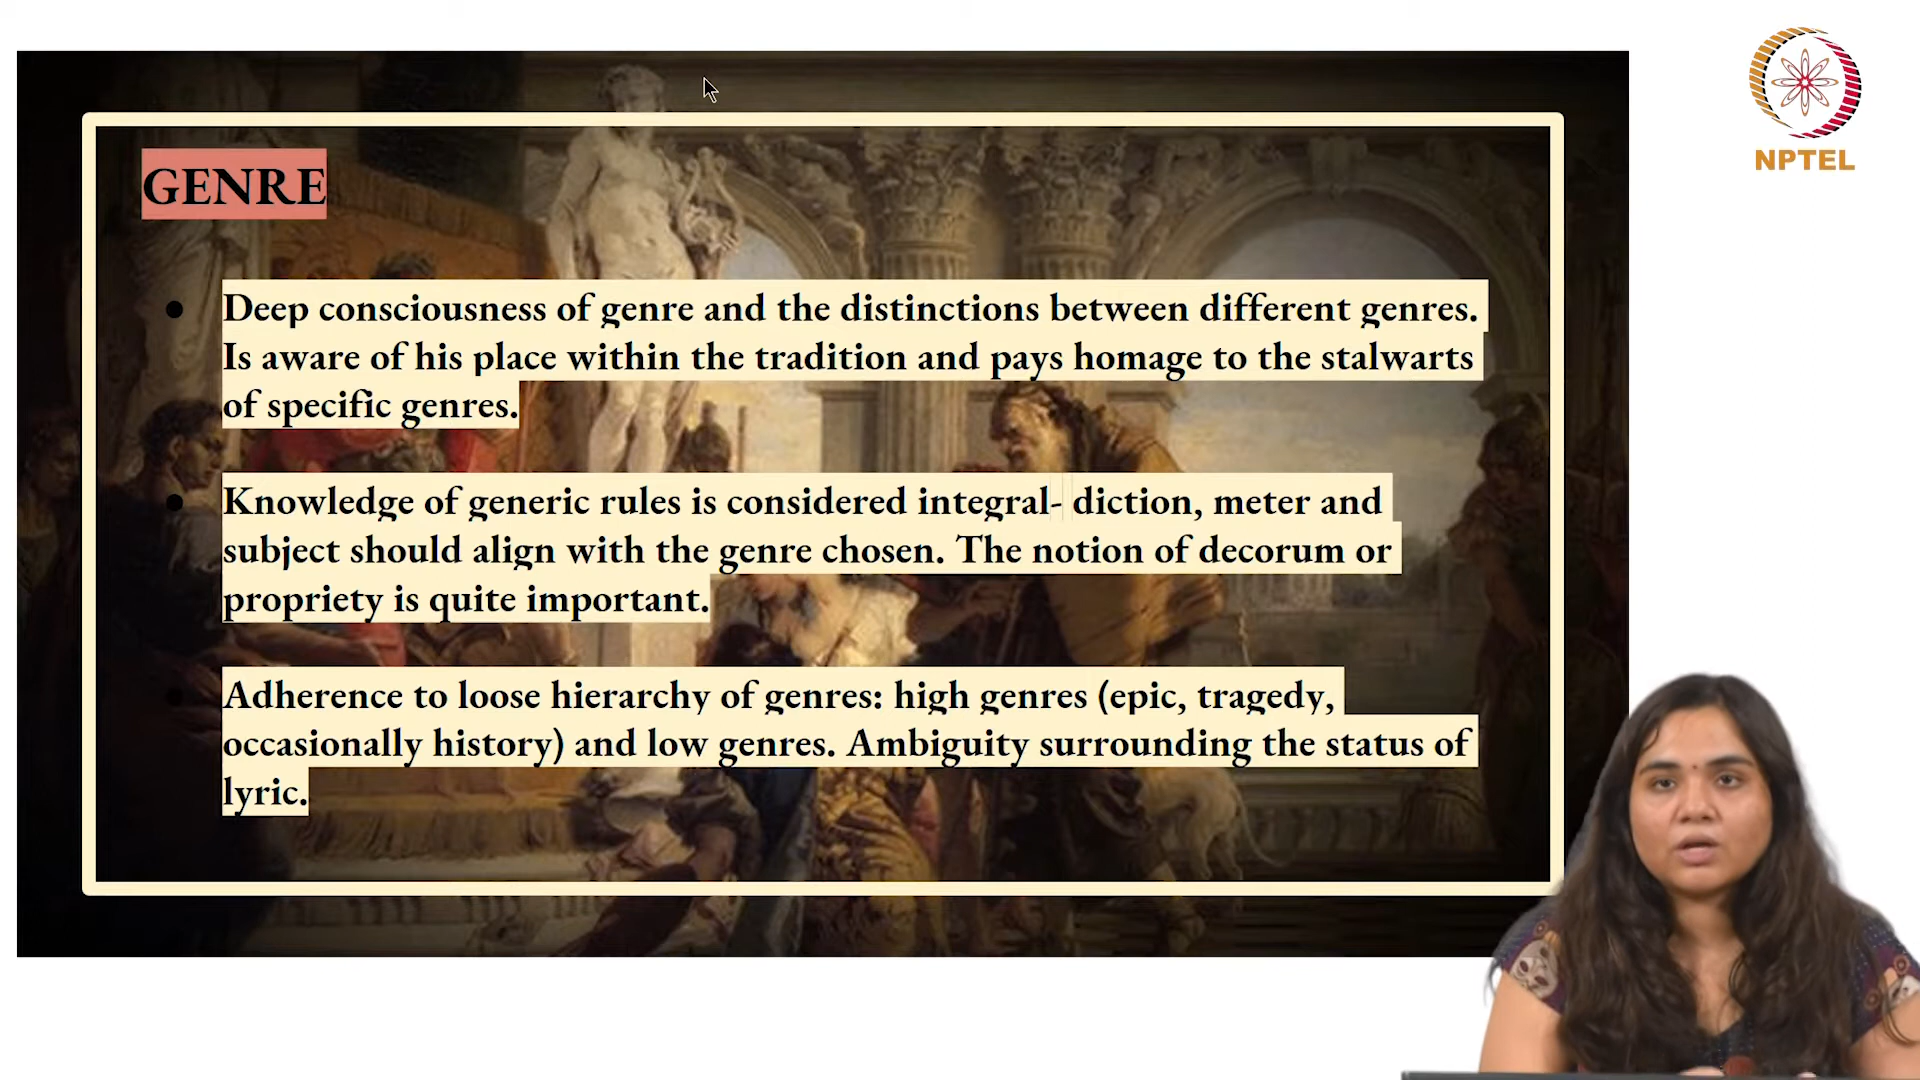 NPTEL
GENRE
Deep consciousness of genre and the distinctions between different genres.
Is aware of his place within the tradition and pays homage to the stalwarts
of specific genres.
Knowledge of generic rules is considered integral- diction, meter and
subject should align with the genre chosen. The notion of decorum or
propriety is quite important.
Adherence to loose hierarchy of genres: high genres (epic, tragedy,
occasionally history) and low genres. Ambiguity surrounding the status of
lyric.